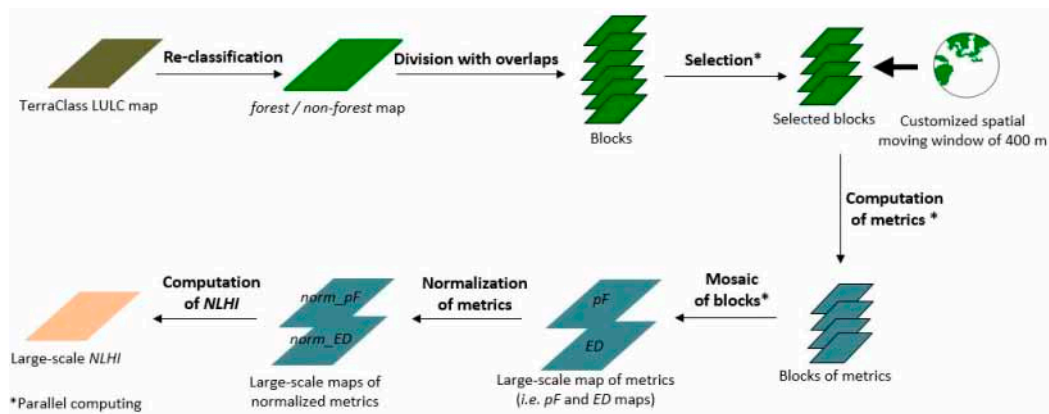 Re-classification
TerraClass LULC map
Division with overlaps
forest / non-forest map
Blocks
Selection*
Selected blocks
Customized spatial
moving window of 400 m
Computation
of metrics *
Blocks of metrics
Mosaic
of blocks*
pF
ED
Large-scale map of metrics
(i.e. pF and ED maps)
Normalization
of metrics
norm_pF
norm_ED
Large-scale maps of
normalized metrics
Computation
of NLHI
Large-scale NLHI
*Parallel computing